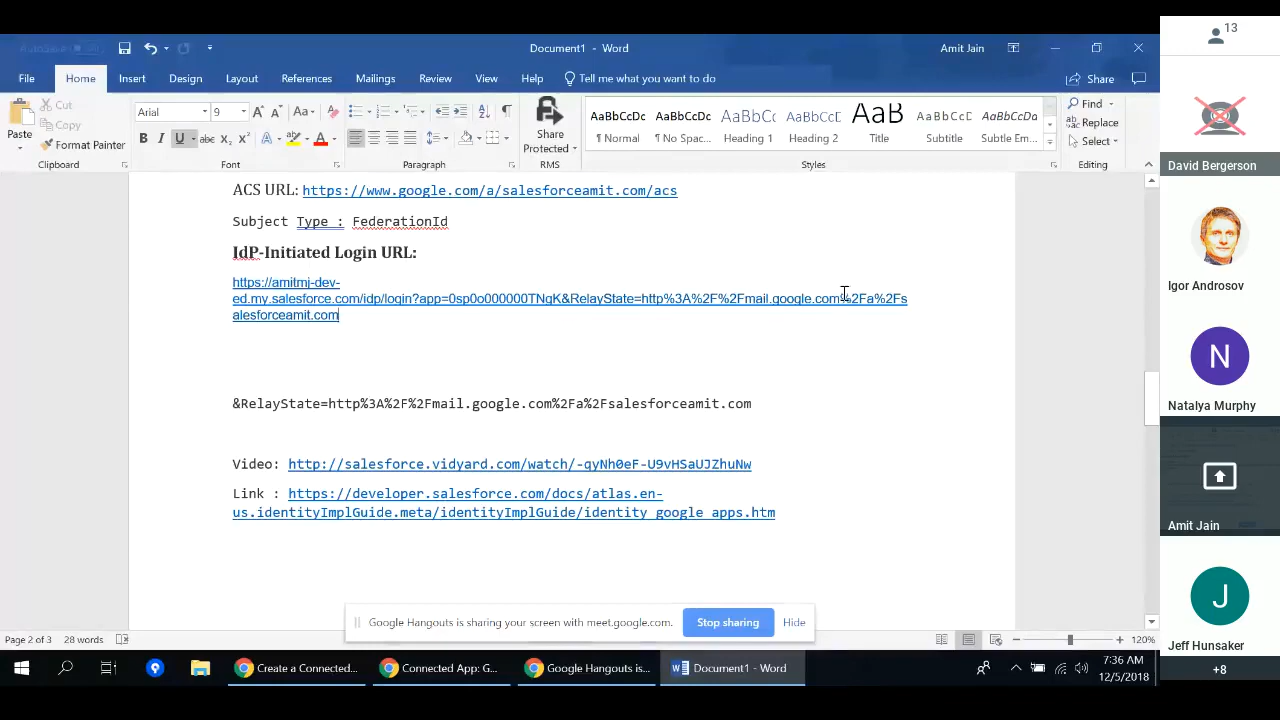 Document1 - Word
Amit Jain
13
File Home Insert Design Layout References Mailings Review View Help Tell me what you want to do Share
Paste
Cut
Copy
Format Painter
Clipboard
Arial 9
Font
Paragraph
Share Protected
RMS
AaBbCcDc AaBbCcDc AaBbCc AaBbCcC AaB AaBbCcC AaBbCcDa
¶ Normal ¶ No Spac... Heading 1 Heading 2 Title Subtitle Subtle Em...
Styles
Find
Replace
Select
Editing
David Bergerson
ACS URL: https://www.google.com/a/salesforceamit.com/acs
Subject Type : FederationId
IdP-Initiated Login URL:
https://amitmj-dev-
ed.my.salesforce.com/idp/login?app=0sp0o000000TNgK&RelayState=http%3A%2F%2Fmail.google.com%2Fa%2Fs
alesforceamit.com
Igor Androsov
N
Natalya Murphy
&RelayState=http%3A%2F%2Fmail.google.com%2Fa%2Fsalesforceamit.com
Video: http://salesforce.vidyard.com/watch/-qyNh0eF-U9vHSaUJZhuNw
Link : https://developer.salesforce.com/docs/atlas.en-
us.identityImplGuide.meta/identityImplGuide/identity_google_apps.htm
Amit Jain
J
Jeff Hunsaker
Google Hangouts is sharing your screen with meet.google.com. Stop sharing Hide
Page 2 of 3 28 words
120%
Create a Connected... Connected App: G... Google Hangouts is... Document1 - Word
7:36 AM
12/5/2018
+8